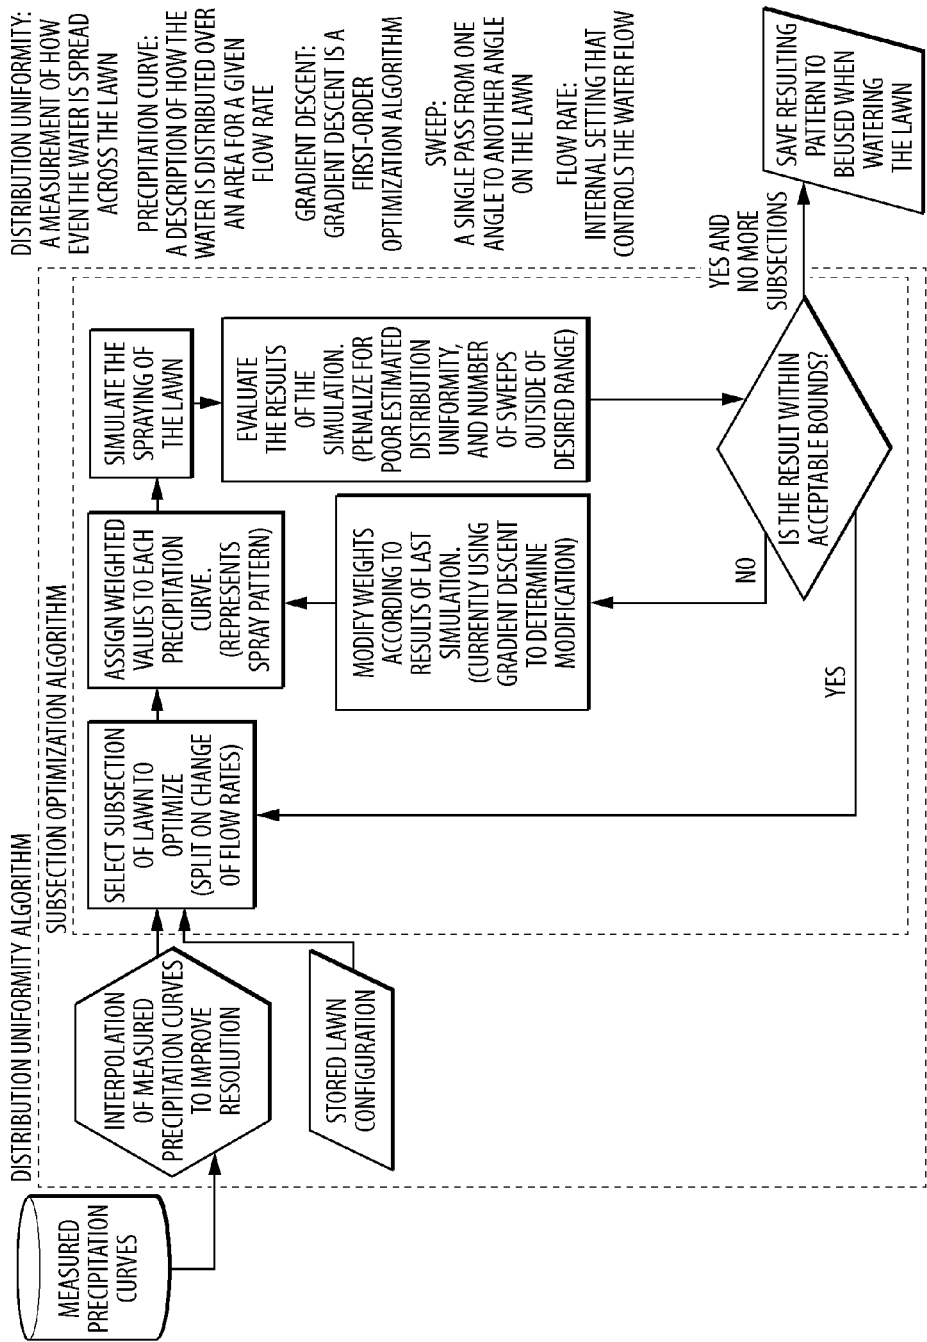 DISTRIBUTION UNIFORMITY ALGORITHM
SUBSECTION OPTIMIZATION ALGORITHM
MEASURED
PRECIPITATION
CURVES
INTERPOLATION
OF MEASURED
PRECIPITATION CURVES
TO IMPROVE
RESOLUTION
STORED LAWN
CONFIGURATION
SELECT SUBSECTION
OF LAWN TO
OPTIMIZE
(SPLIT ON CHANGE
OF FLOW RATES)
ASSIGN WEIGHTED
VALUES TO EACH
PRECIPITATION
CURVE.
(REPRESENTS
SPRAY PATTERN)
SIMULATE THE
SPRAYING OF
THE LAWN
EVALUATE
THE RESULTS
OF THE
SIMULATION.
(PENALIZE FOR
POOR ESTIMATED
DISTRIBUTION
UNIFORMITY,
AND NUMBER
OF SWEEPS
OUTSIDE OF
DESIRED RANGE)
MODIFY WEIGHTS
ACCORDING TO
RESULTS OF LAST
SIMULATION.
(CURRENTLY USING
GRADIENT DESCENT
TO DETERMINE
MODIFICATION)
NO
YES
IS THE RESULT WITHIN
ACCEPTABLE BOUNDS?
YES AND
NO MORE
SUBSECTIONS
SAVE RESULTING
PATTERN TO
BEUSED WHEN
WATERING
THE LAWN
DISTRIBUTION UNIFORMITY:
A MEASUREMENT OF HOW
EVEN THE WATER IS SPREAD
ACROSS THE LAWN
PRECIPITATION CURVE:
A DESCRIPTION OF HOW THE
WATER IS DISTRIBUTED OVER
AN AREA FOR A GIVEN
FLOW RATE
GRADIENT DESCENT:
GRADIENT DESCENT IS A
FIRST-ORDER
OPTIMIZATION ALGORITHM
SWEEP:
A SINGLE PASS FROM ONE
ANGLE TO ANOTHER ANGLE
ON THE LAWN
FLOW RATE:
INTERNAL SETTING THAT
CONTROLS THE WATER FLOW